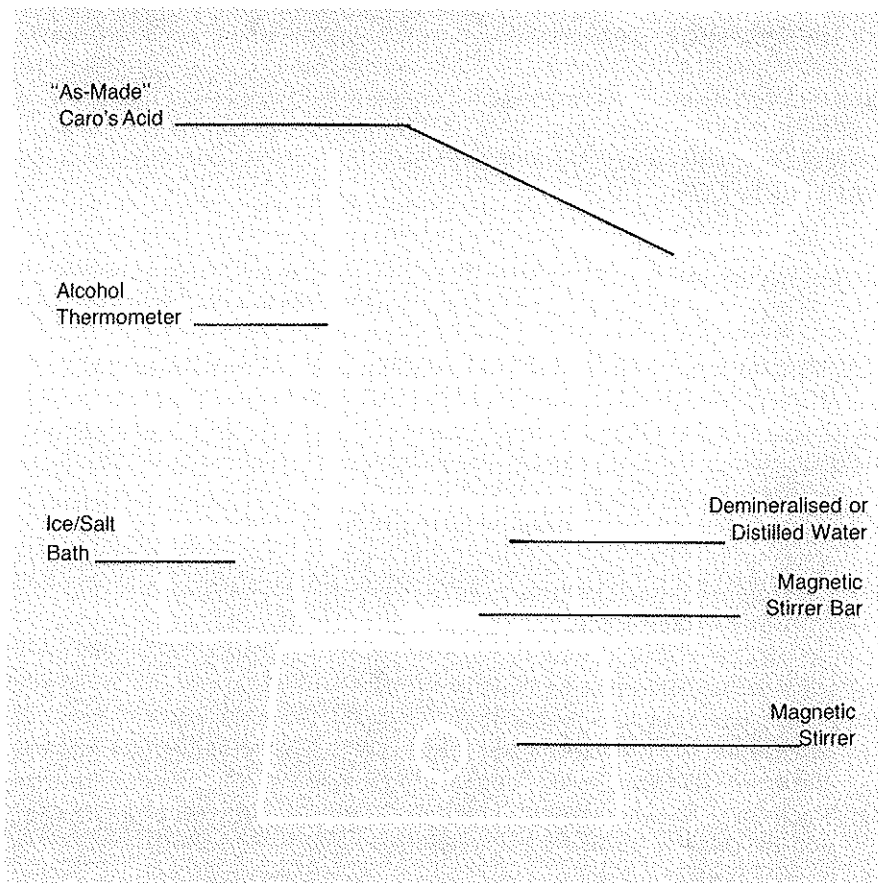 "As-Made"
Caro's Acid
Alcohol
Thermometer
Ice/Salt
Bath
Demineralised or
Distilled Water
Magnetic
Stirrer Bar
Magnetic
Stirrer